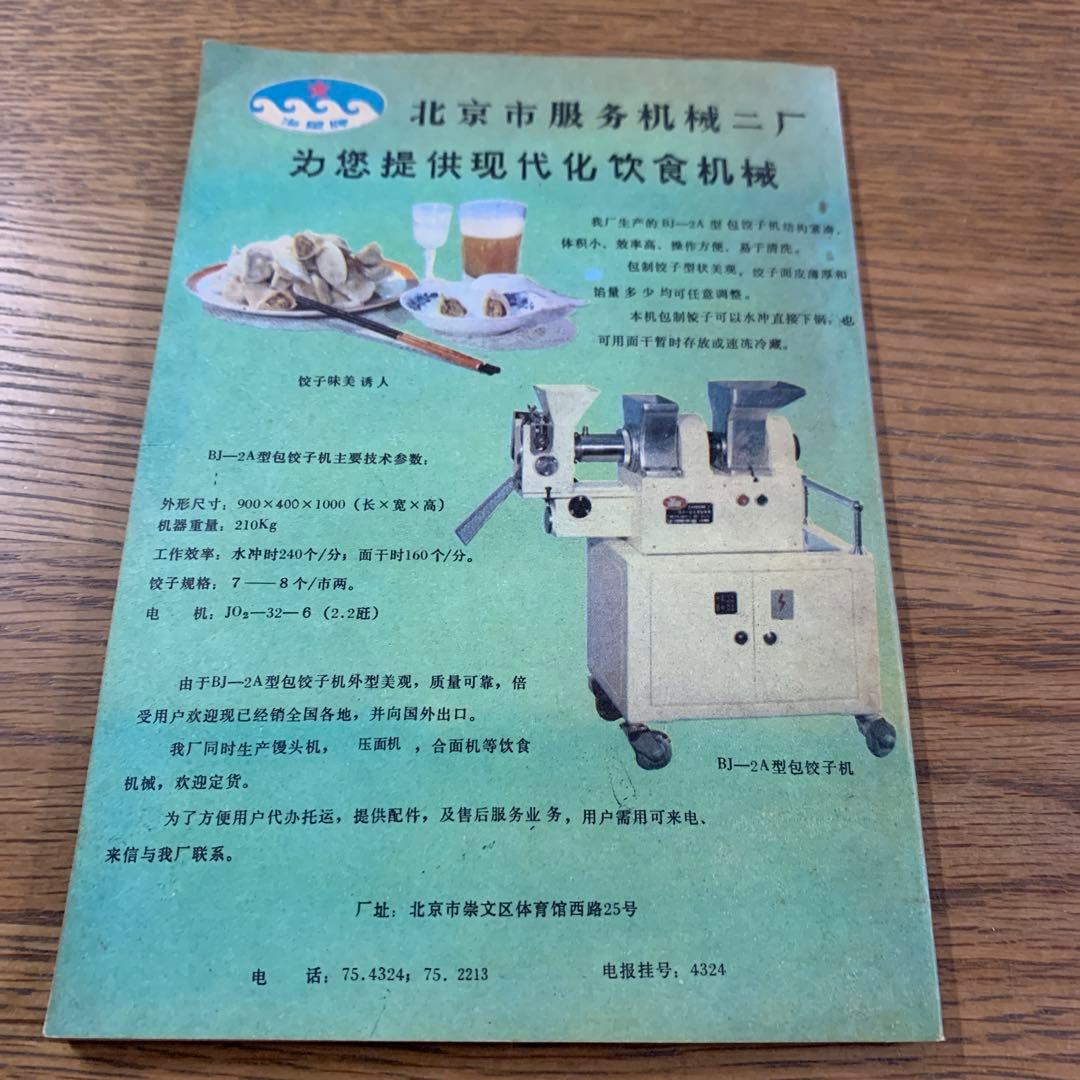 海星牌
北京市服务机械二厂
为您提供现代化饮食机械
我厂生产的BJ—2A型包饺子机结构紧凑,
体积小、效率高、操作方便、易于清洗。
包制饺子型状美观，饺子面皮薄厚和
馅量多少均可任意调整。
本机包制饺子可以水冲直接下锅，也
可用面干暂时存放或速冻冷藏。
饺子味美诱人
BJ—2A型包饺子机主要技术参数：
外形尺寸：900×400×1000（长×宽×高）
机器重量：210Kg
工作效率：水冲时240个/分；面干时160个/分。
饺子规格：7——8个/市两。
电　机：JO₂—32—6（2.2瓩）
由于BJ—2A型包饺子机外型美观，质量可靠，倍
受用户欢迎现已经销全国各地，并向国外出口。
我厂同时生产馒头机，压面机，合面机等饮食
机械，欢迎定货。
BJ—2A型包饺子机
为了方便用户代办托运，提供配件，及售后服务业务，用户需用可来电、
来信与我厂联系。
厂址：北京市崇文区体育馆西路25号
电　话：75.4324；75.2213　电报挂号：4324